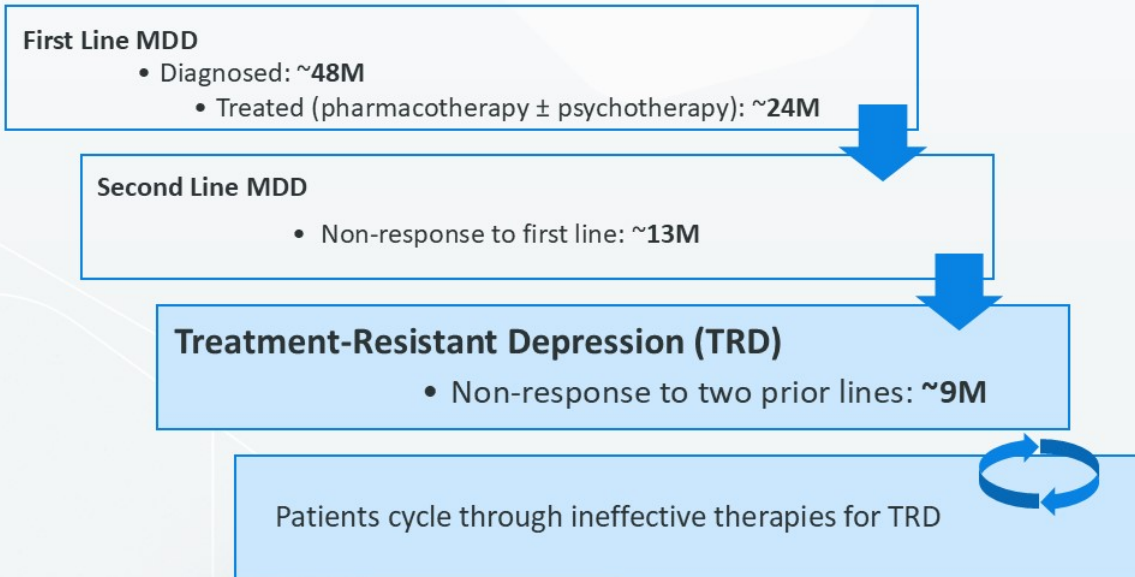 First Line MDD
• Diagnosed: ~48M
• Treated (pharmacotherapy ± psychotherapy): ~24M
Second Line MDD
• Non-response to first line: ~13M
Treatment-Resistant Depression (TRD)
• Non-response to two prior lines: ~9M
Patients cycle through ineffective therapies for TRD